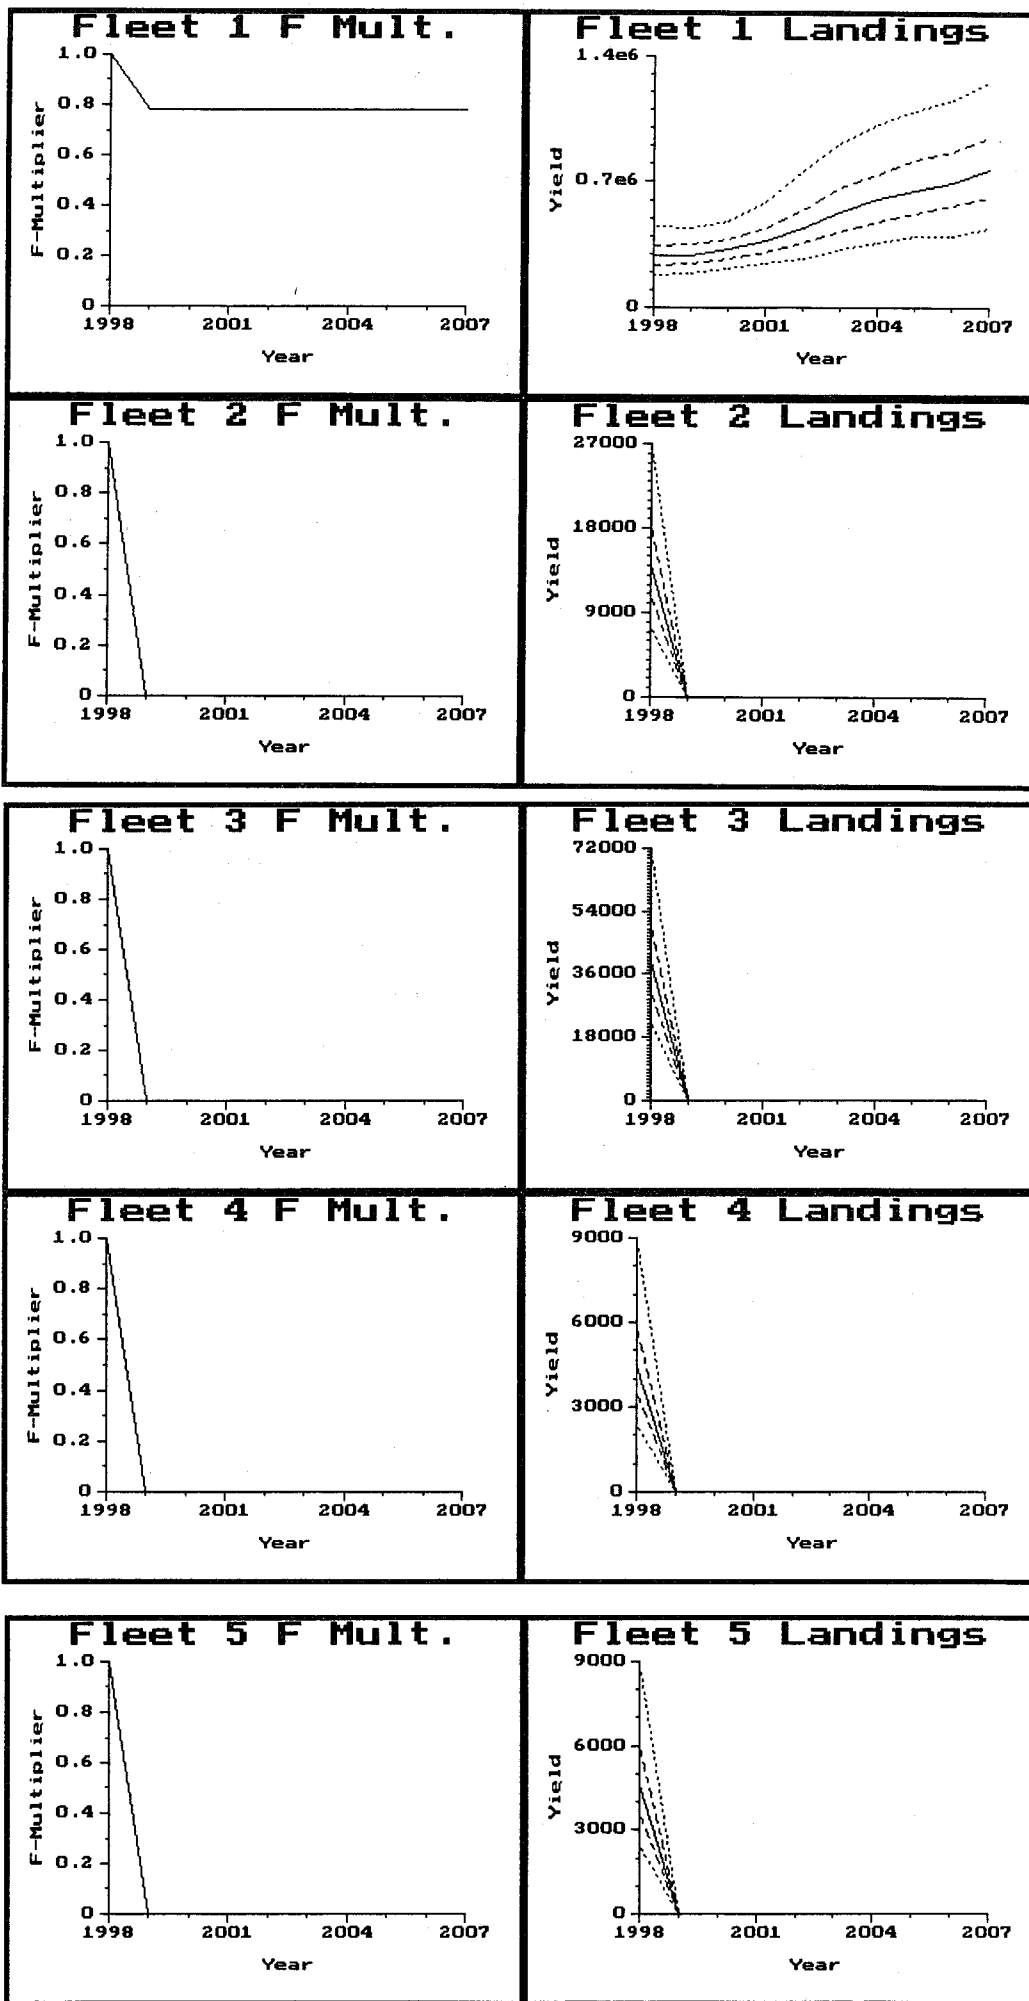 Fleet 1 F Mult.
1.0
0.8
0.6
0.4
0.2
0
F-Multiplier
1998 2001 2004 2007
Year
Fleet 1 Landings
1.4e6
0.7e6
0
Yield
1998 2001 2004 2007
Year
Fleet 2 F Mult.
1.0
0.8
0.6
0.4
0.2
0
F-Multiplier
1998 2001 2004 2007
Year
Fleet 2 Landings
27000
18000
9000
0
Yield
1998 2001 2004 2007
Year
Fleet 3 F Mult.
1.0
0.8
0.6
0.4
0.2
0
F-Multiplier
1998 2001 2004 2007
Year
Fleet 3 Landings
72000
54000
36000
18000
0
Yield
1998 2001 2004 2007
Year
Fleet 4 F Mult.
1.0
0.8
0.6
0.4
0.2
0
F-Multiplier
1998 2001 2004 2007
Year
Fleet 4 Landings
9000
6000
3000
0
Yield
1998 2001 2004 2007
Year
Fleet 5 F Mult.
1.0
0.8
0.6
0.4
0.2
0
F-Multiplier
1998 2001 2004 2007
Year
Fleet 5 Landings
9000
6000
3000
0
Yield
1998 2001 2004 2007
Year